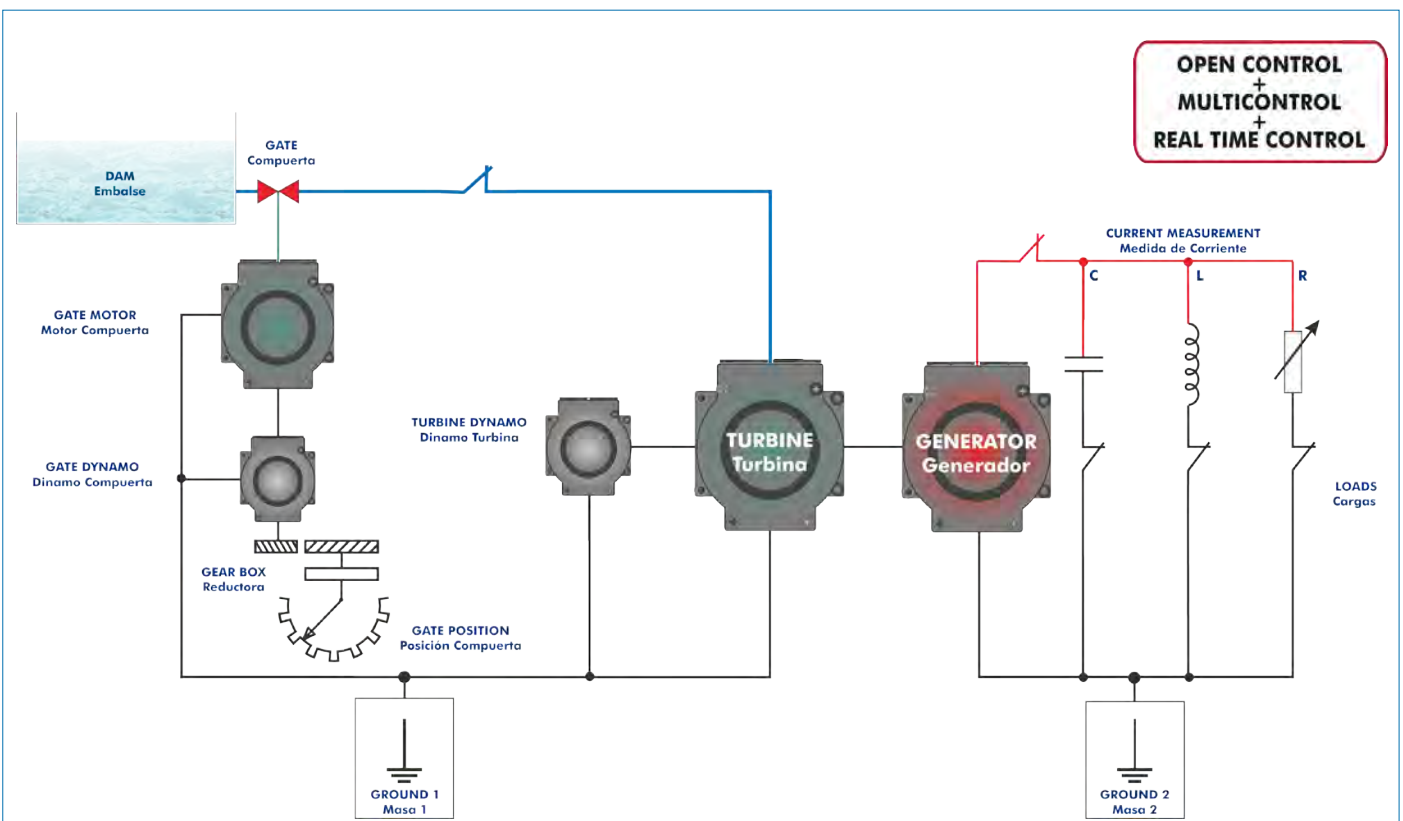 OPEN CONTROL
+
MULTICONTROL
+
REAL TIME CONTROL
GATE
Compuerta
DAM
Embalse
CURRENT MEASUREMENT
Medida de Corriente
C
L
R
GATE MOTOR
Motor Compuerta
TURBINE DYNAMO
Dinamo Turbina
TURBINE
Turbina
GENERATOR
Generador
GATE DYNAMO
Dinamo Compuerta
LOADS
Cargas
GEAR BOX
Reductora
GATE POSITION
Posición Compuerta
GROUND 1
Masa 1
GROUND 2
Masa 2